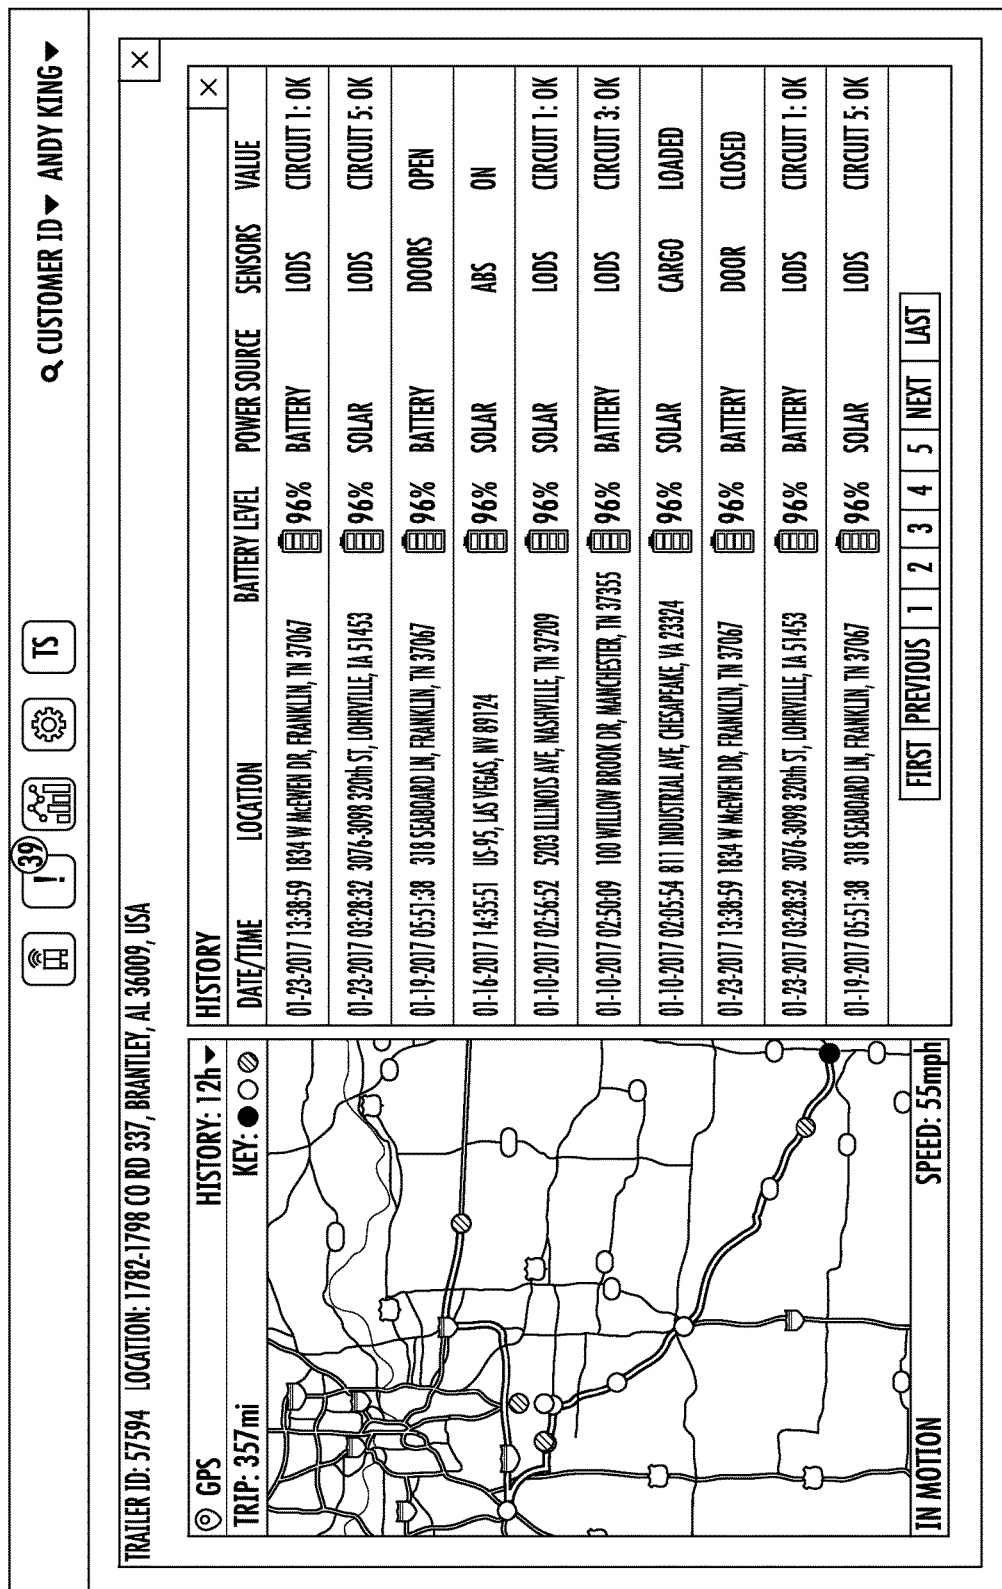 39
!
TS
CUSTOMER ID ANDY KING
TRAILER ID: 57594 LOCATION: 1782-1798 CO RD 337, BRANTLEY, AL 36009, USA
GPS HISTORY: 12h
TRIP: 357mi KEY:
IN MOTION SPEED: 55mph
HISTORY
DATE/TIME LOCATION BATTERY LEVEL POWER SOURCE SENSORS VALUE
01-23-2017 13:38:59 1834 W McEWEN DR, FRANKLIN, TN 37067 96% BATTERY LODS CIRCUIT 1: OK
01-23-2017 03:28:32 3076-3098 320th ST, LOHRVILLE, IA 51453 96% SOLAR LODS CIRCUIT 5: OK
01-19-2017 05:51:38 318 SEABOARD LN, FRANKLIN, TN 37067 96% BATTERY DOORS OPEN
01-16-2017 14:35:51 US-95, LAS VEGAS, NV 89124 96% SOLAR ABS ON
01-10-2017 02:56:52 5203 ILLINOIS AVE, NASHVILLE, TN 37209 96% SOLAR LODS CIRCUIT 1: OK
01-10-2017 02:50:09 100 WILLOW BROOK DR, MANCHESTER, TN 37355 96% BATTERY LODS CIRCUIT 3: OK
01-10-2017 02:05:54 811 INDUSTRIAL AVE, CHESAPEAKE, VA 23324 96% SOLAR CARGO LOADED
01-23-2017 13:38:59 1834 W McEWEN DR, FRANKLIN, TN 37067 96% BATTERY DOOR CLOSED
01-23-2017 03:28:32 3076-3098 320th ST, LOHRVILLE, IA 51453 96% BATTERY LODS CIRCUIT 1: OK
01-19-2017 05:51:38 318 SEABOARD LN, FRANKLIN, TN 37067 96% SOLAR LODS CIRCUIT 5: OK
FIRST PREVIOUS 1 2 3 4 5 NEXT LAST